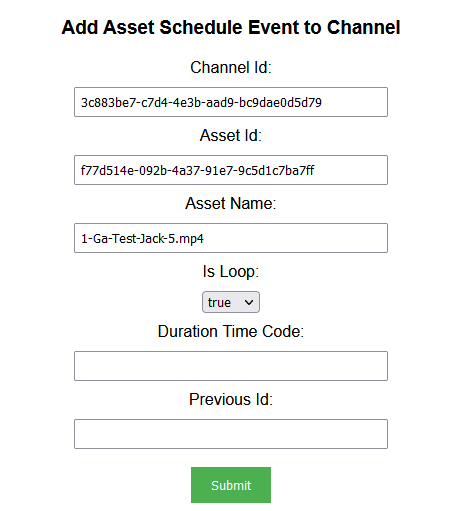 Add Asset Schedule Event to Channel
Channel Id:
3c883be7-c7d4-4e3b-aad9-bc9dae0d5d79
Asset Id:
f77d514e-092b-4a37-91e7-9c5d1c7ba7ff
Asset Name:
1-Ga-Test-Jack-5.mp4
Is Loop:
true
Duration Time Code:
Previous Id:
Submit